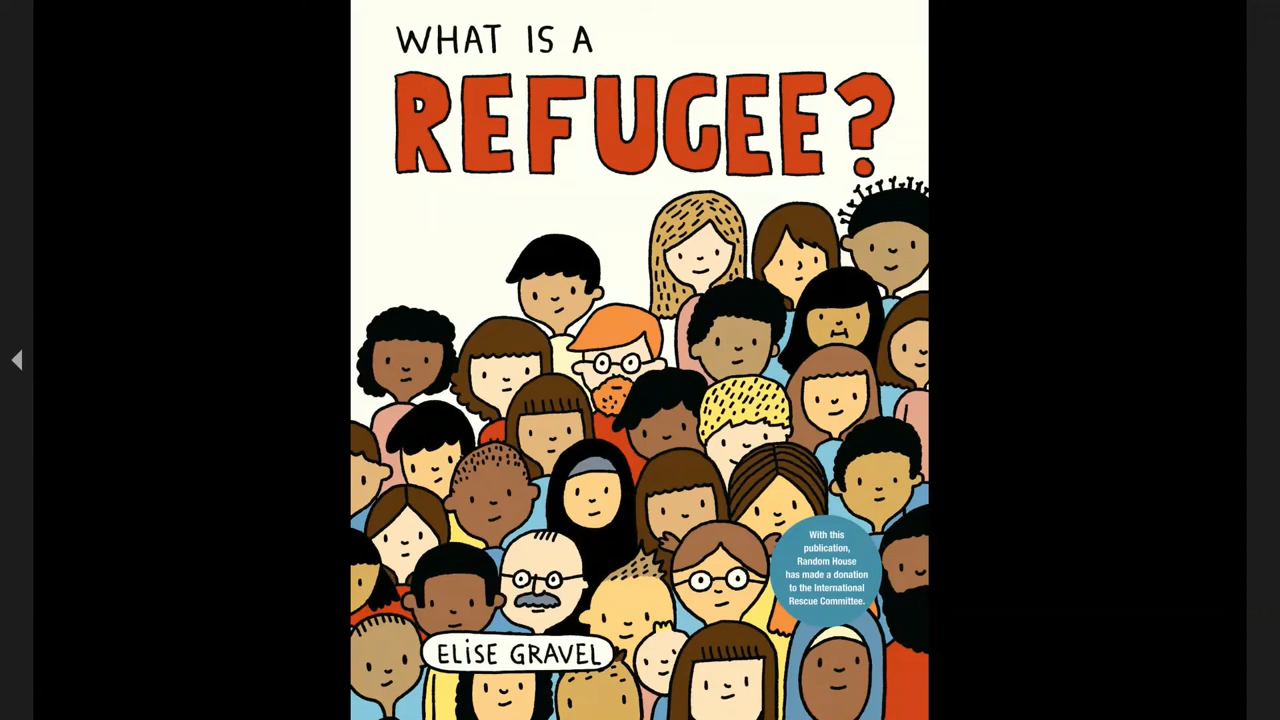 WHAT IS A
REFUGEE?
With this
publication,
Random House
has made a donation
to the International
Rescue Committee.
ELISE GRAVEL